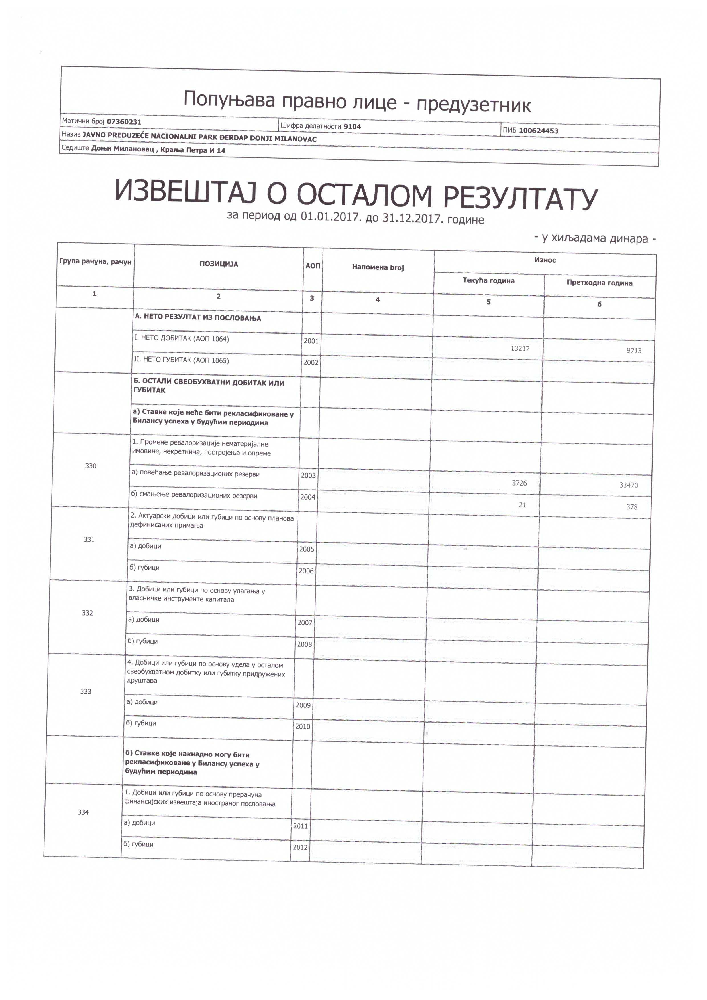 Попуњава правно лице - предузетник
Матични број 07360231 Шифра делатности 9104 ПИБ 100624453
Назив JAVNO PREDUZEĆE NACIONALNI PARK ĐERDAP DONJI MILANOVAC
Седиште Доњи Милановац , Краља Петра И 14
ИЗВЕШТАЈ О ОСТАЛОМ РЕЗУЛТАТУ
за период од 01.01.2017. до 31.12.2017. године
- у хиљадама динара -
Група рачуна, рачун ПОЗИЦИЈА АОП Напомена broj Износ
Текућа година Претходна година
1 2 3 4 5 6
А. НЕТО РЕЗУЛТАТ ИЗ ПОСЛОВАЊА
I. НЕТО ДОБИТАК (АОП 1064) 2001 13217 9713
II. НЕТО ГУБИТАК (АОП 1065) 2002
Б. ОСТАЛИ СВЕОБУХВАТНИ ДОБИТАК ИЛИ
ГУБИТАК
а) Ставке које неће бити рекласификоване у
Билансу успеха у будућим периодима
330
1. Промене ревалоризације нематеријалне
имовине, некретнина, постројења и опреме
а) повећање ревалоризационих резерви 2003 3726 33470
б) смањење ревалоризационих резерви 2004 21 378
331
2. Актуарски добици или губици по основу планова
дефинисаних примања
а) добици 2005
б) губици 2006
332
3. Добици или губици по основу улагања у
власничке инструменте капитала
а) добици 2007
б) губици 2008
333
4. Добици или губици по основу удела у осталом
свеобухватном добитку или губитку придружених
друштава
а) добици 2009
б) губици 2010
б) Ставке које накнадно могу бити
рекласификоване у Билансу успеха у
будућим периодима
334
1. Добици или губици по основу прерачуна
финансијских извештаја иностраног пословања
а) добици 2011
б) губици 2012